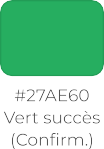 #27AE60
Vert succès
(Confirm.)